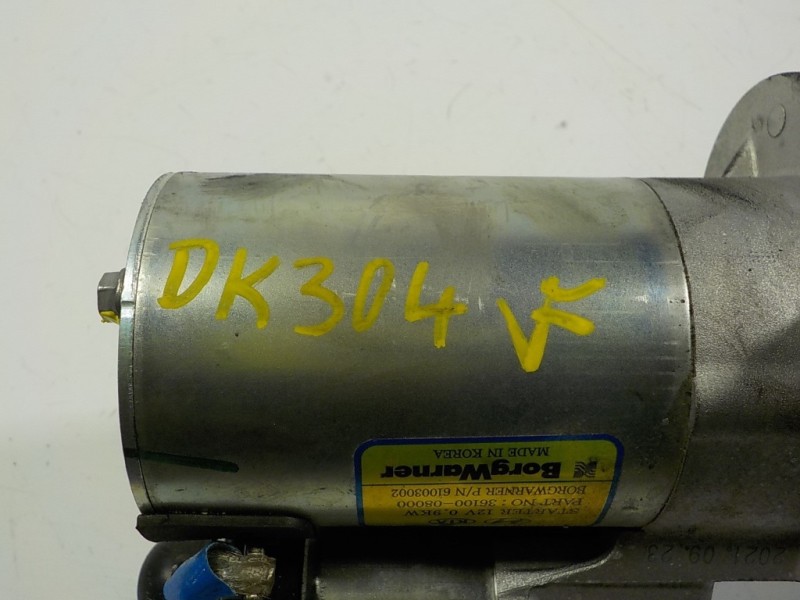 DK304
BorgWarner
MADE IN KOREA
STARTER 12V 0.9KW
PART NO : 36100-08000
BORGWARNER P/N 61003002
2021.09.23